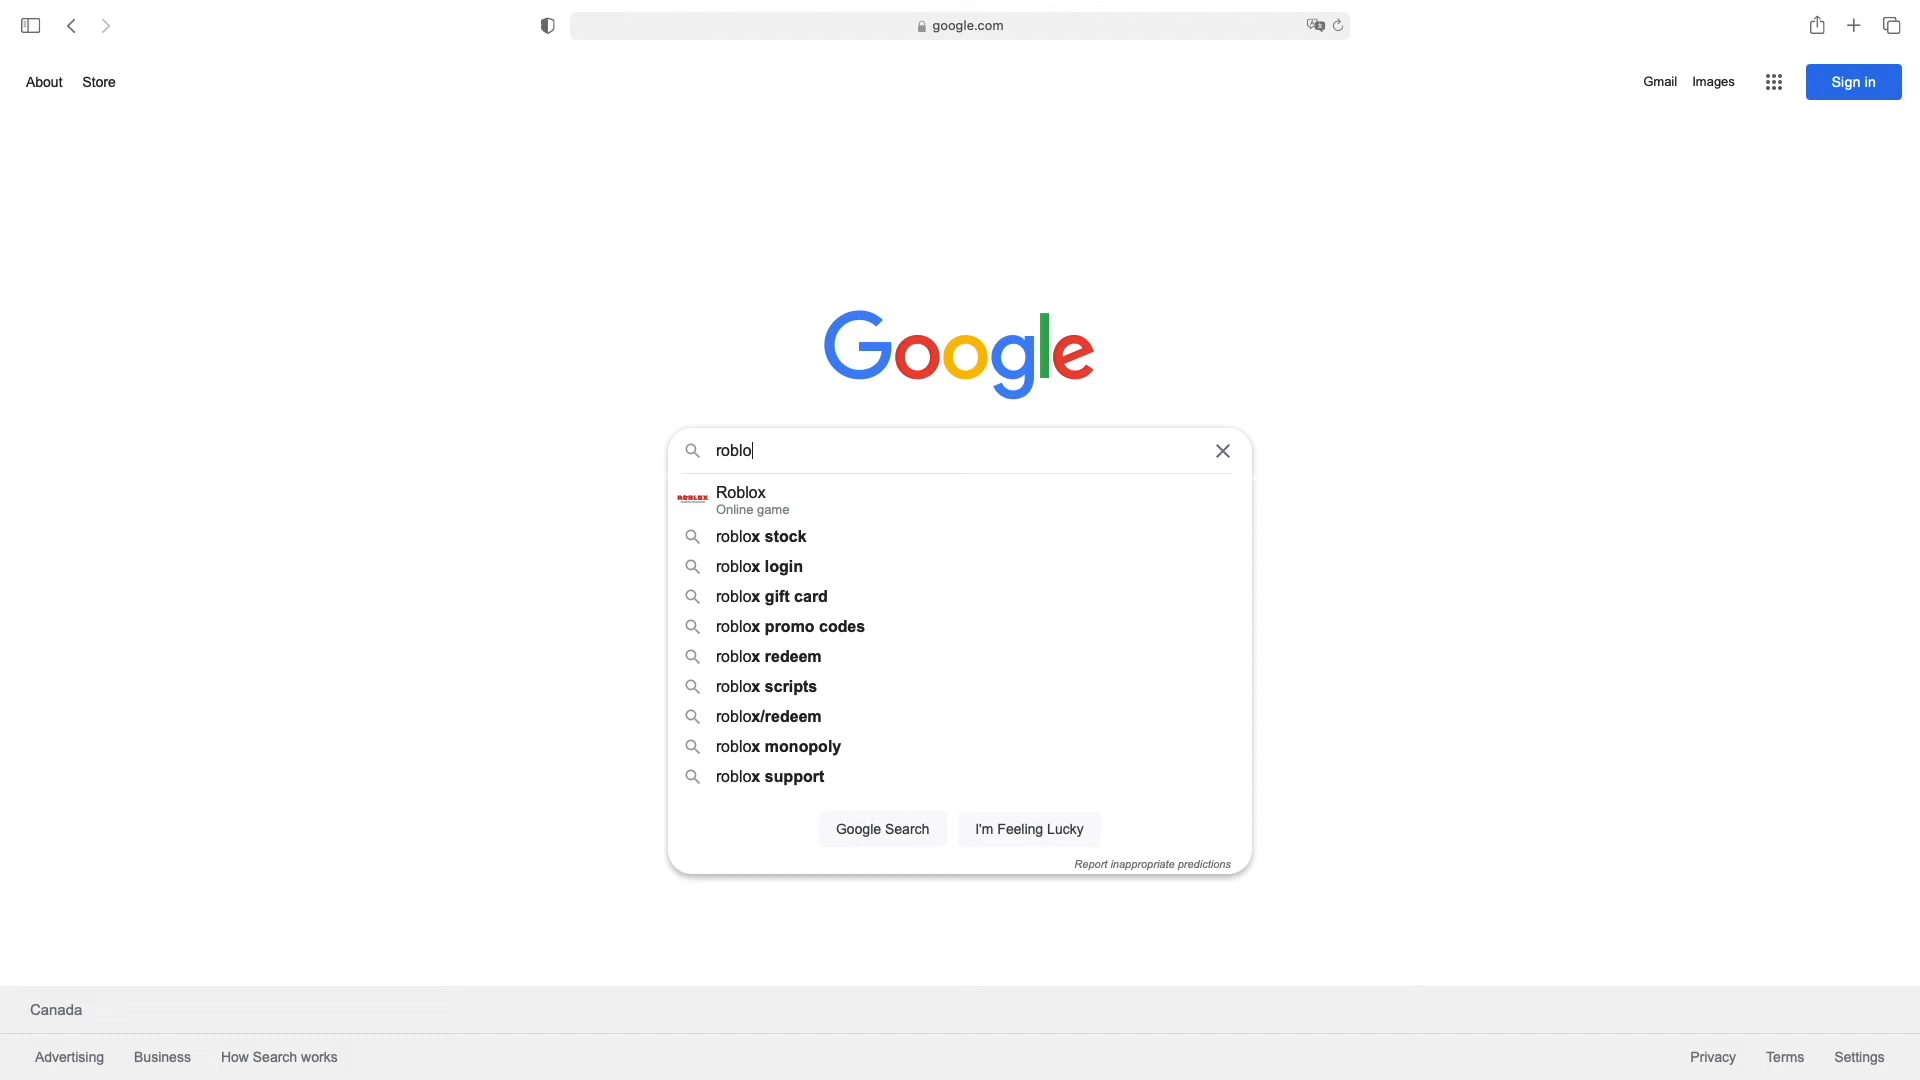 google.com
About Store
Gmail Images Sign in
Google
roblo
ROBLOX
Roblox
Online game
roblox stock
roblox login
roblox gift card
roblox promo codes
roblox redeem
roblox scripts
roblox/redeem
roblox monopoly
roblox support
Google Search I'm Feeling Lucky
Report inappropriate predictions
Canada
Advertising Business How Search works
Privacy Terms Settings